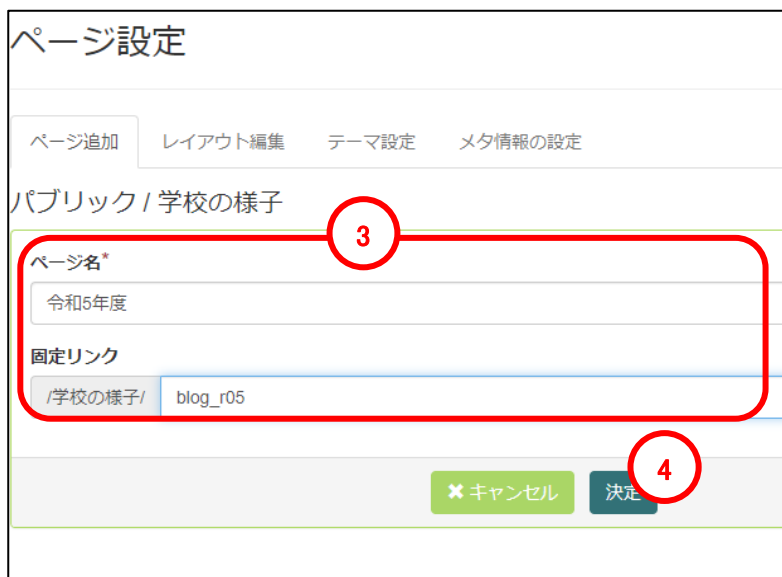 ページ設定
ページ追加 レイアウト編集 テーマ設定 メタ情報の設定
パブリック / 学校の様子
3
ページ名*
令和5年度
固定リンク
/学校の様子/ blog_r05
4
✖ キャンセル 決定